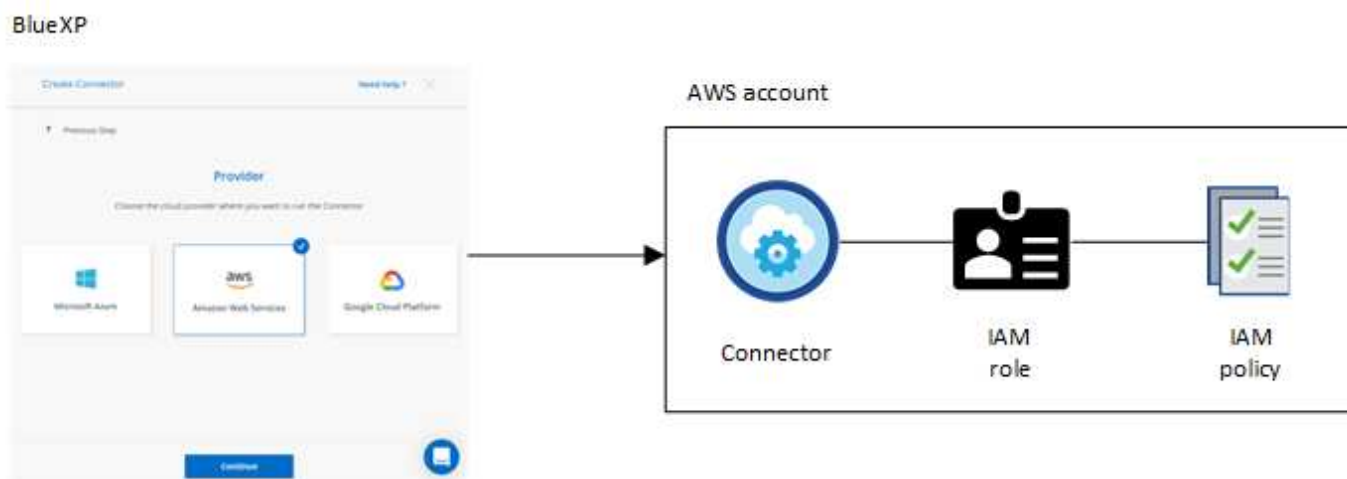 BlueXP
Create Connector
Need help?
Previous Step
Provider
Choose the cloud provider where you want to run the Connector
Microsoft Azure
aws
Amazon Web Services
Google Cloud Platform
Continue
AWS account
Connector
IAM
role
IAM
policy